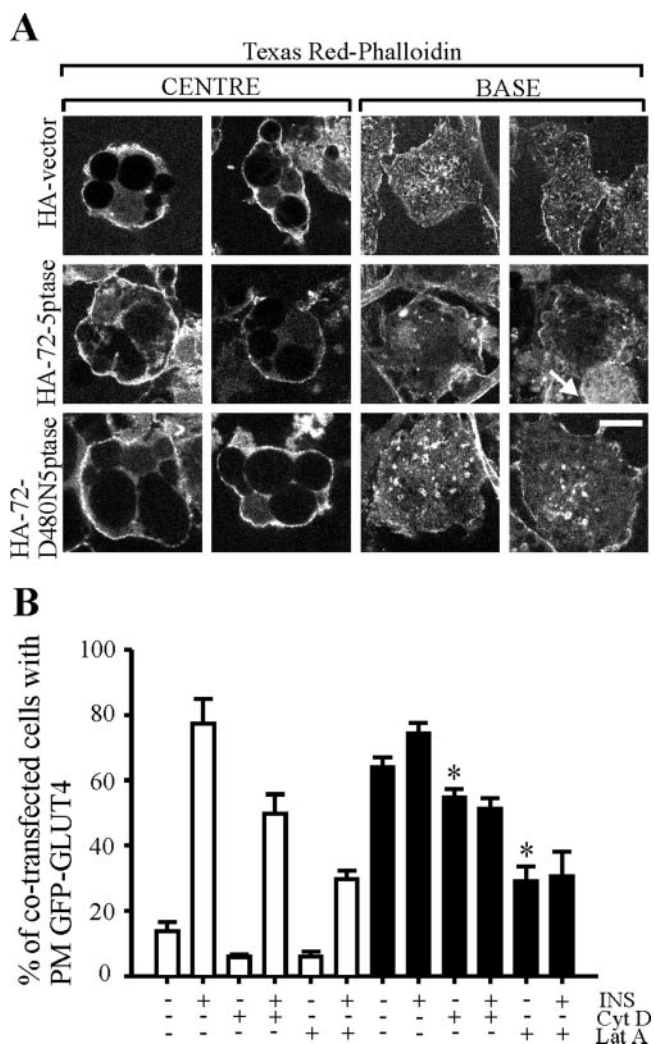 A
Texas Red-Phalloidin
CENTRE BASE
HA-vector
HA-72-5ptase
HA-72-
D480N5ptase
B
% of co-transfected cells with
PM GFP-GLUT4
100
80
60
40
20
0
* *
- + - + - + - + - + - + INS
- - + + - - - - + + - - Cyt D
- - - - + + - - - - + + Lat A